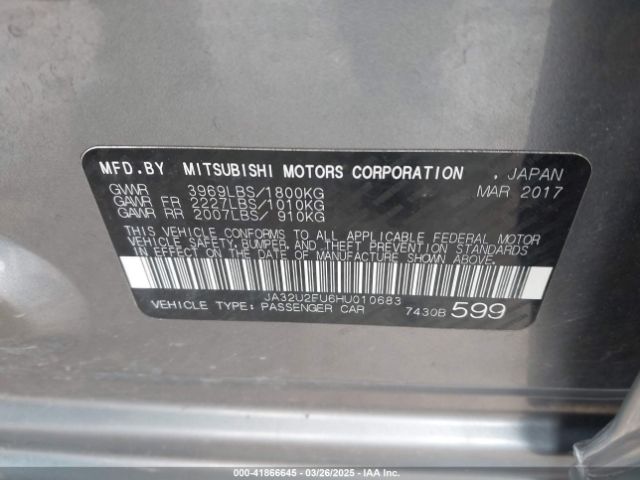 MFD.BY MITSUBISHI MOTORS CORPORATION , JAPAN
GVWR 3969LBS/1800KG MAR 2017
GAWR FR 2227LBS/1010KG
GAWR RR 2007LBS/ 910KG
THIS VEHICLE CONFORMS TO ALL APPLICABLE FEDERAL MOTOR
VEHICLE SAFETY, BUMPER, AND THEFT PREVENTION STANDARDS
IN EFFECT ON THE DATE OF MANUFACTURE SHOWN ABOVE.
JA32U2FU6HU010683
VEHICLE TYPE: PASSENGER CAR 7430B 599
000-41866645 / 03/26/2025 - IAA Holdings, LLC